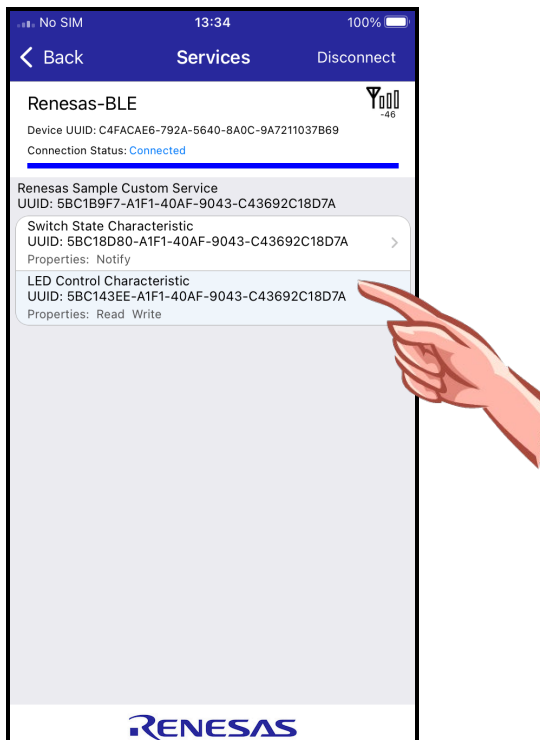 No SIM 13:34 100%
Back Services Disconnect
Renesas-BLE
-46
Device UUID: C4FACAE6-792A-5640-8A0C-9A7211037B69
Connection Status: Connected
Renesas Sample Custom Service
UUID: 5BC1B9F7-A1F1-40AF-9043-C43692C18D7A
Switch State Characteristic
UUID: 5BC18D80-A1F1-40AF-9043-C43692C18D7A
Properties: Notify
LED Control Characteristic
UUID: 5BC143EE-A1F1-40AF-9043-C43692C18D7A
Properties: Read Write
RENESAS